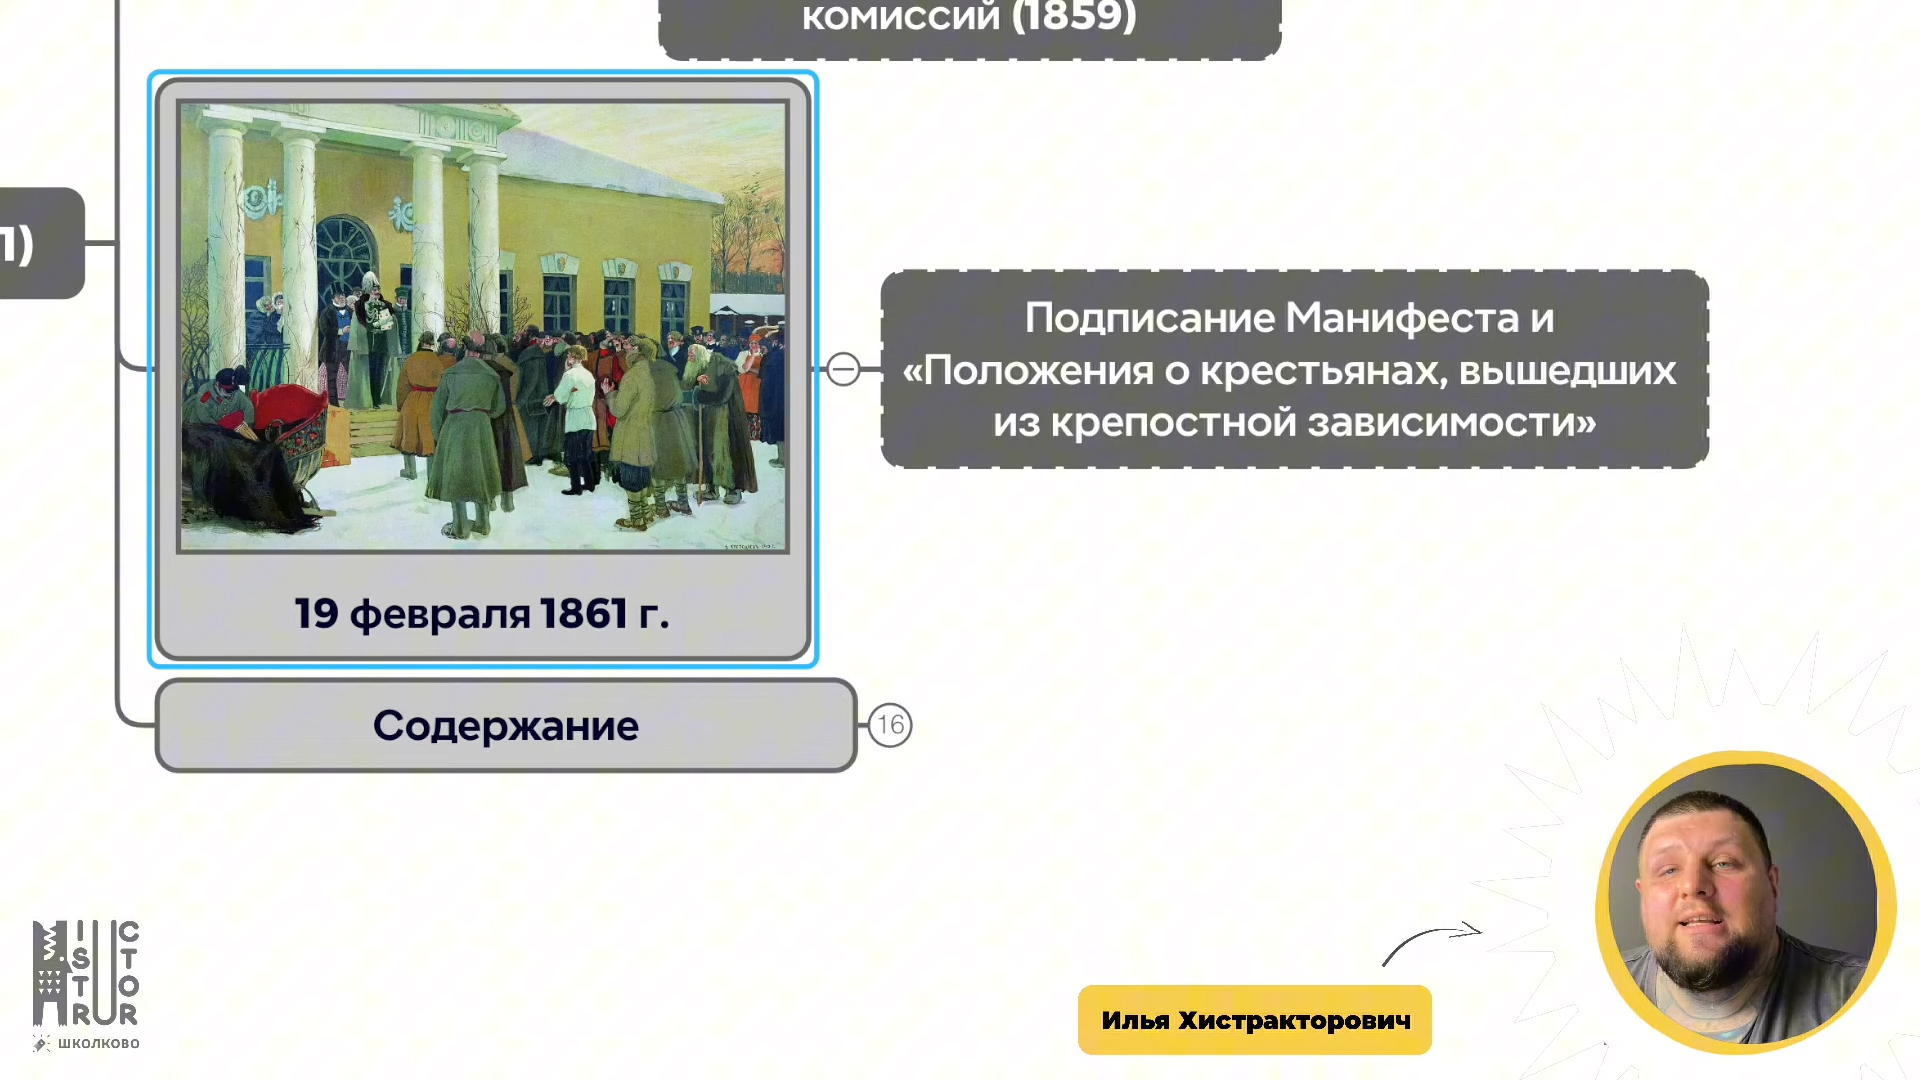 комиссий (1859)
1)
Подписание Манифеста и
«Положения о крестьянах, вышедших
из крепостной зависимости»
19 февраля 1861 г.
Содержание
16
HISTRUCTOR
ШКОЛКОВО
Илья Хистракторович